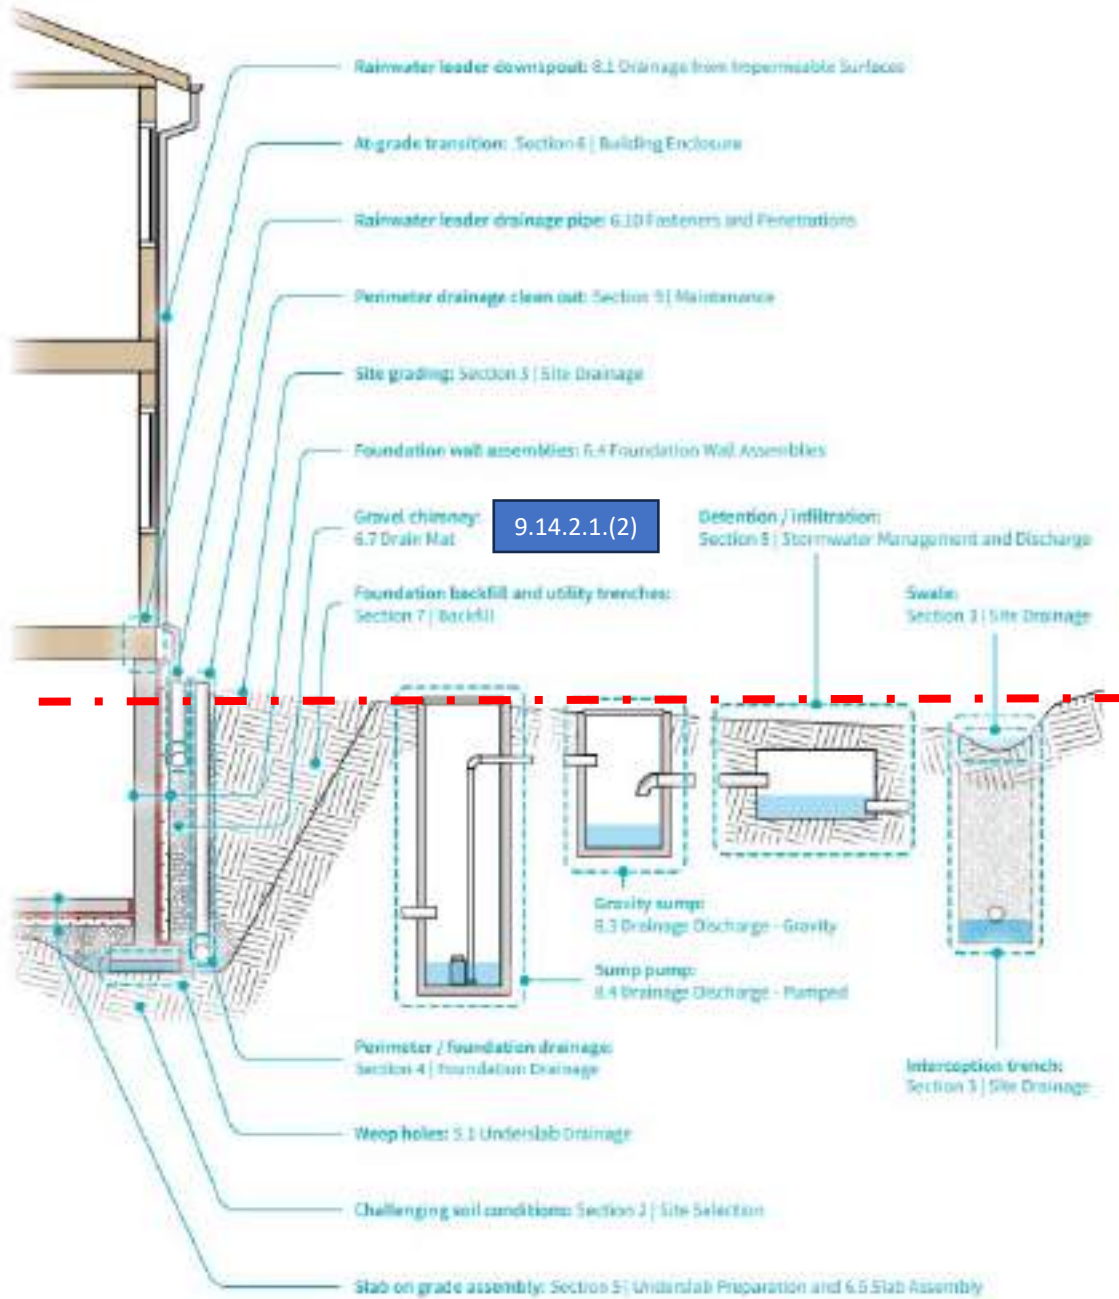 Rainwater leader downspout: 8.1 Drainage from Impermeable Surfaces
At-grade transition: Section 6 | Building Enclosure
Rainwater leader drainage pipe: 6.10 Fasteners and Penetrations
Perimeter drainage clean out: Section 9 | Maintenance
Site grading: Section 3 | Site Drainage
Foundation wall assemblies: 6.4 Foundation Wall Assemblies
Gravel chimney:
6.7 Drain Mat
9.14.2.1.(2)
Detention / infiltration:
Section 8 | Stormwater Management and Discharge
Foundation backfill and utility trenches:
Section 7 | Backfill
Swale:
Section 3 | Site Drainage
Gravity sump:
8.3 Drainage Discharge - Gravity
Sump pump:
8.4 Drainage Discharge - Pumped
Perimeter / foundation drainage:
Section 4 | Foundation Drainage
Interception trench:
Section 3 | Site Drainage
Weep holes: 5.1 Underslab Drainage
Challenging soil conditions: Section 2 | Site Selection
Slab on grade assembly: Section 5 | Underslab Preparation and 6.5 Slab Assembly